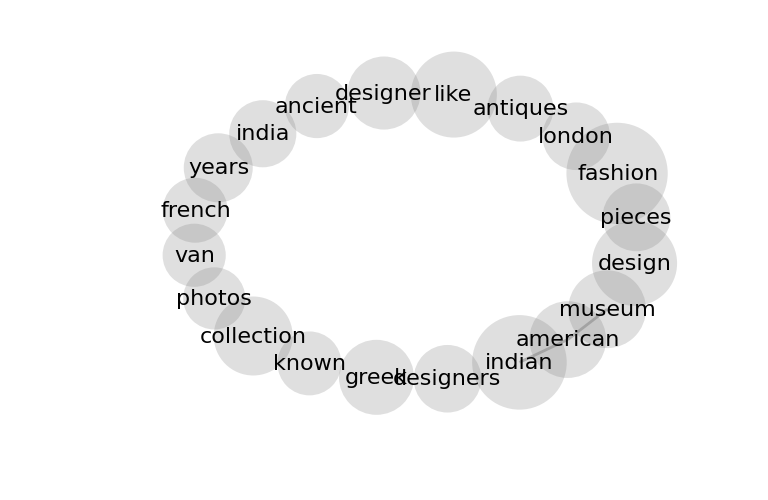 designer
like
ancient
antiques
india
london
years
fashion
french
pieces
van
design
photos
museum
collection
american
known
indian
greek
designers